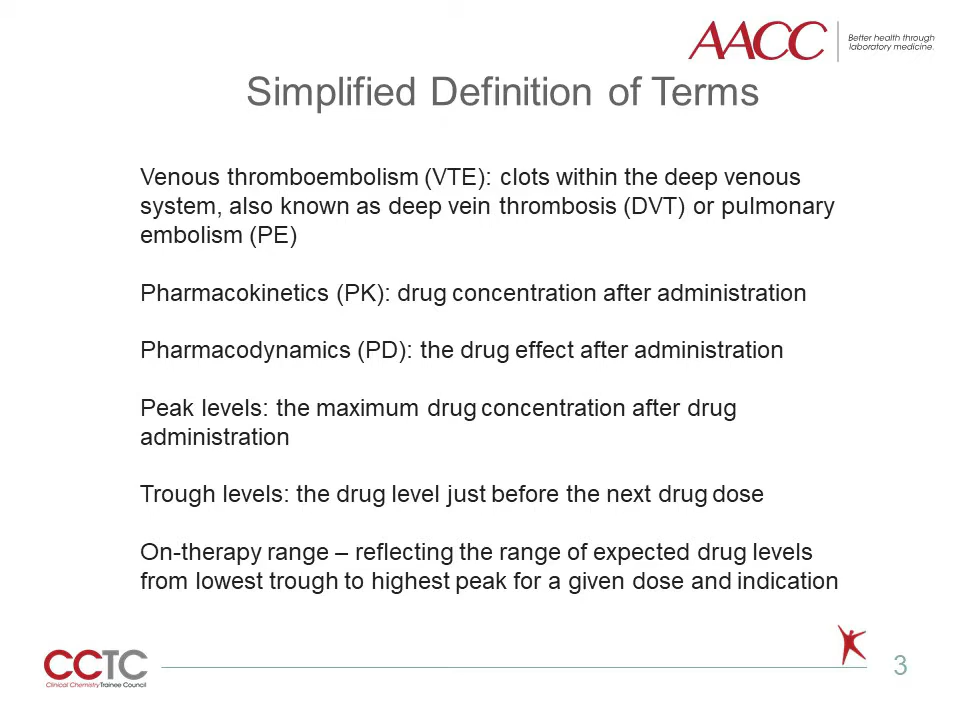 AACC
Better health through
laboratory medicine.
Simplified Definition of Terms
Venous thromboembolism (VTE): clots within the deep venous
system, also known as deep vein thrombosis (DVT) or pulmonary
embolism (PE)
Pharmacokinetics (PK): drug concentration after administration
Pharmacodynamics (PD): the drug effect after administration
Peak levels: the maximum drug concentration after drug
administration
Trough levels: the drug level just before the next drug dose
On-therapy range – reflecting the range of expected drug levels
from lowest trough to highest peak for a given dose and indication
CCTC
Clinical Chemistry Trainee Council
3